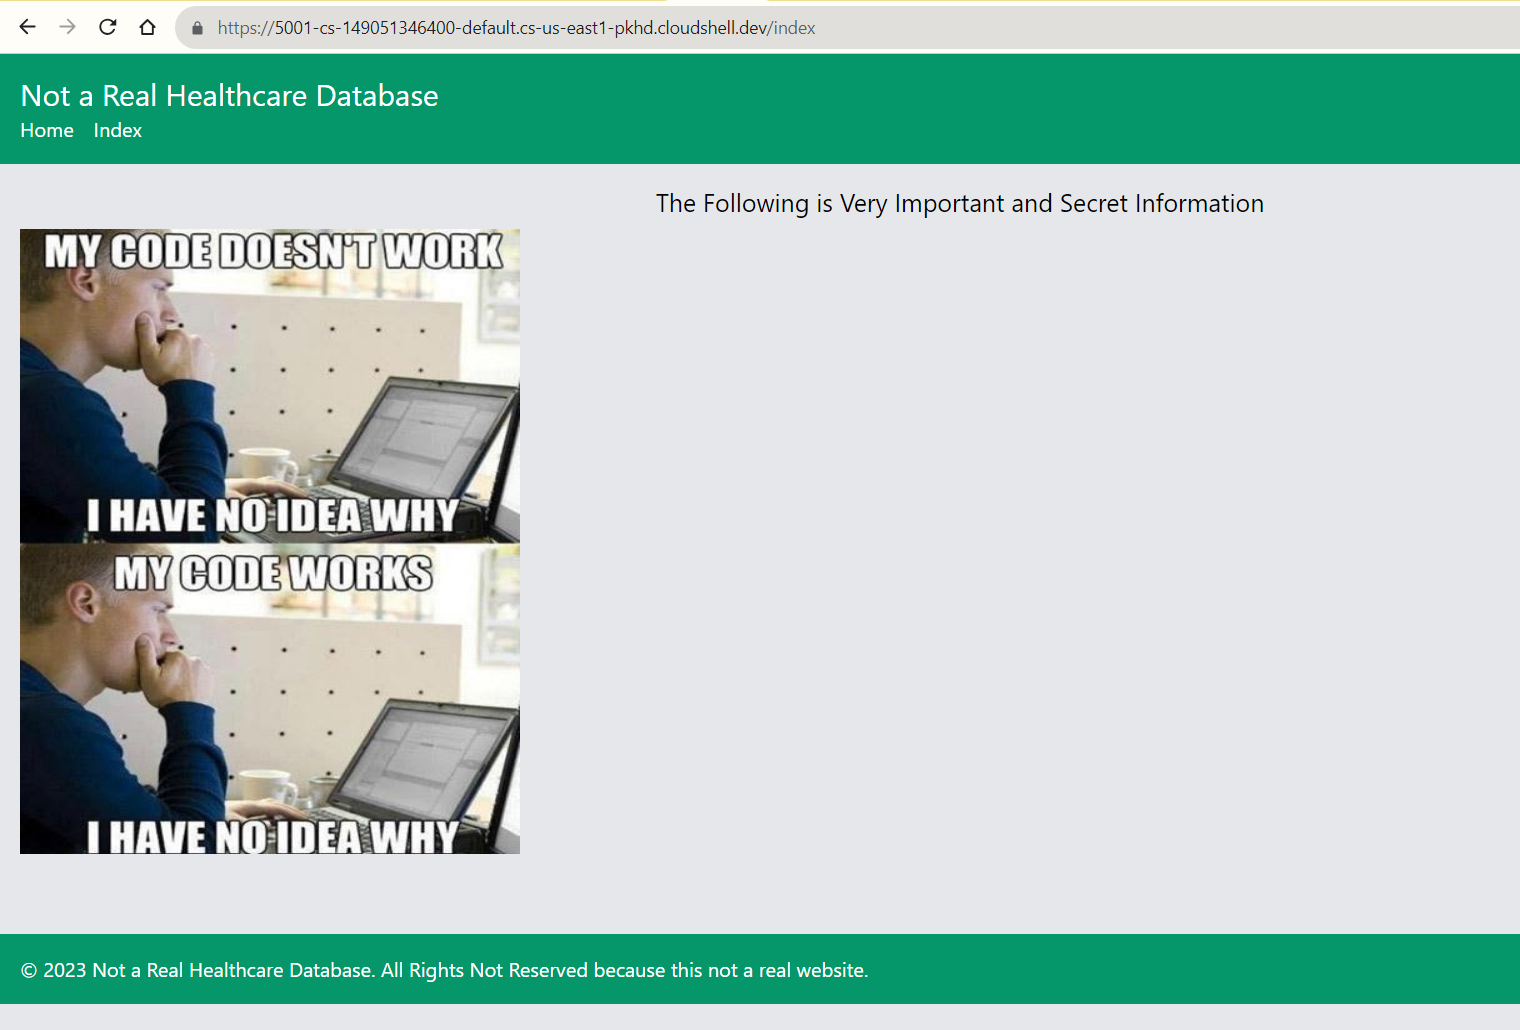 https://5001-cs-149051346400-default.cs-us-east1-pkhd.cloudshell.dev/index
Not a Real Healthcare Database
Home Index
The Following is Very Important and Secret Information
MY CODE DOESN'T WORK
I HAVE NO IDEA WHY
MY CODE WORKS
I HAVE NO IDEA WHY
© 2023 Not a Real Healthcare Database. All Rights Not Reserved because this not a real website.